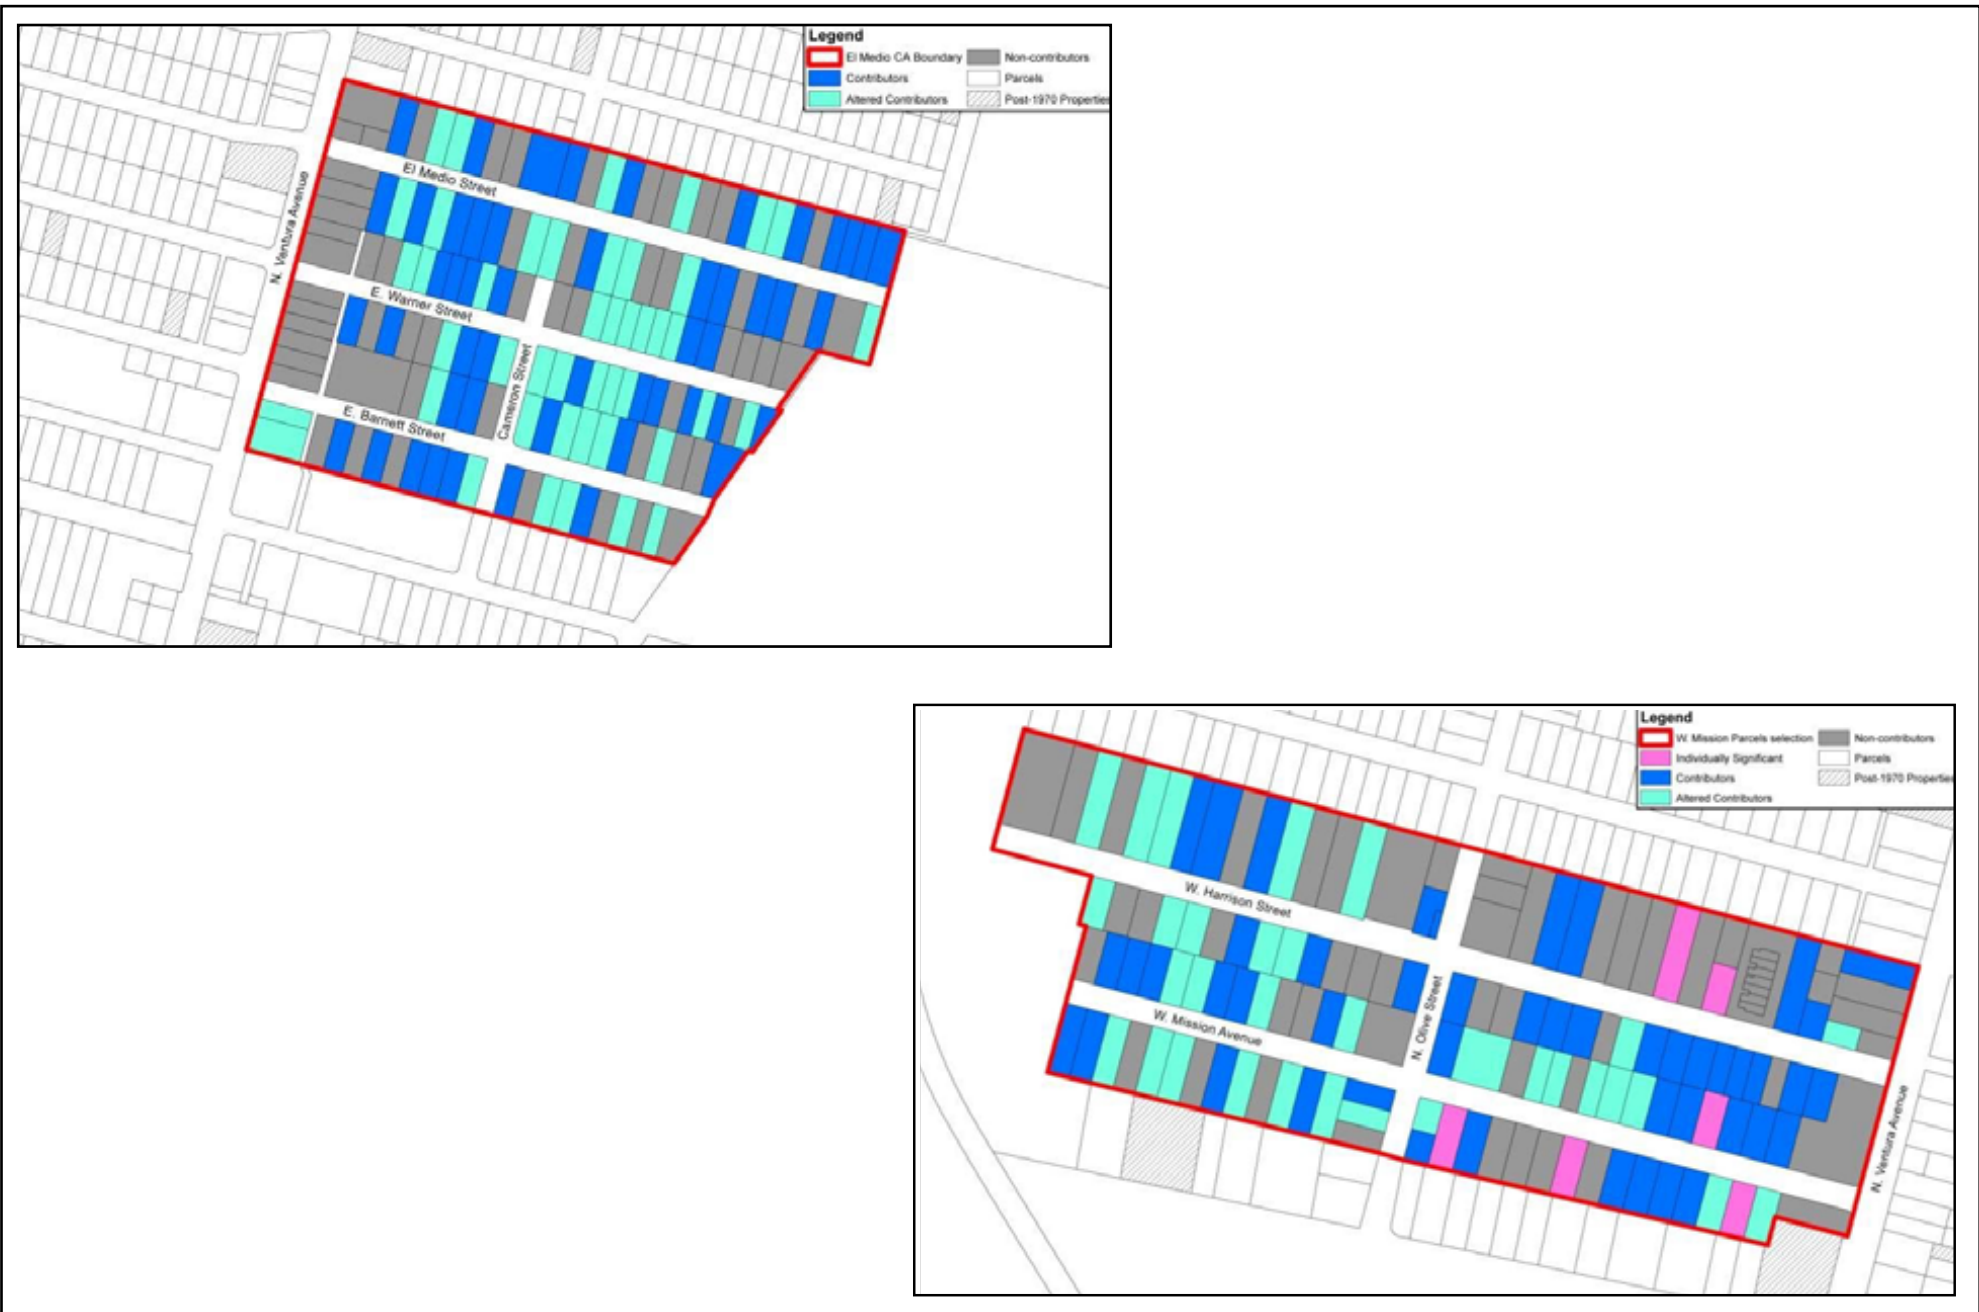 Legend
El Medio CA Boundary
Non-contributors
Contributors
Parcels
Altered Contributors
Post-1970 Propertie
El Medio Street
N. Ventura Avenue
E. Warner Street
Cameron Street
E. Barnett Street
Legend
W. Mission Parcels selection
Non-contributors
Individually Significant
Parcels
Contributors
Post-1970 Propertie
Altered Contributors
W. Harrison Street
N. Olive Street
W. Mission Avenue
N. Ventura Avenue